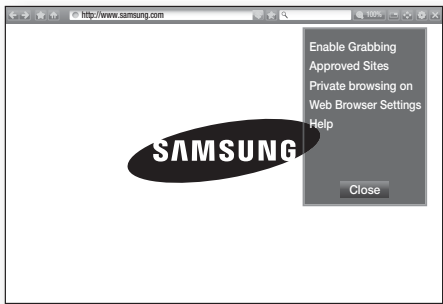 http://www.samsung.com
100%
Enable Grabbing
Approved Sites
Private browsing on
Web Browser Settings
Help
SAMSUNG
Close